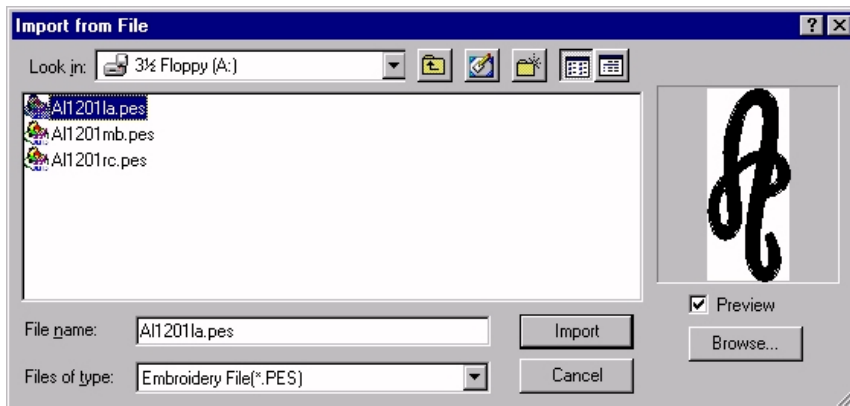 Import from File
Look in: 3½ Floppy (A:)
Al1201la.pes
Al1201mb.pes
Al1201rc.pes
Preview
File name: Al1201la.pes Import
Browse...
Files of type: Embroidery File(*.PES) Cancel